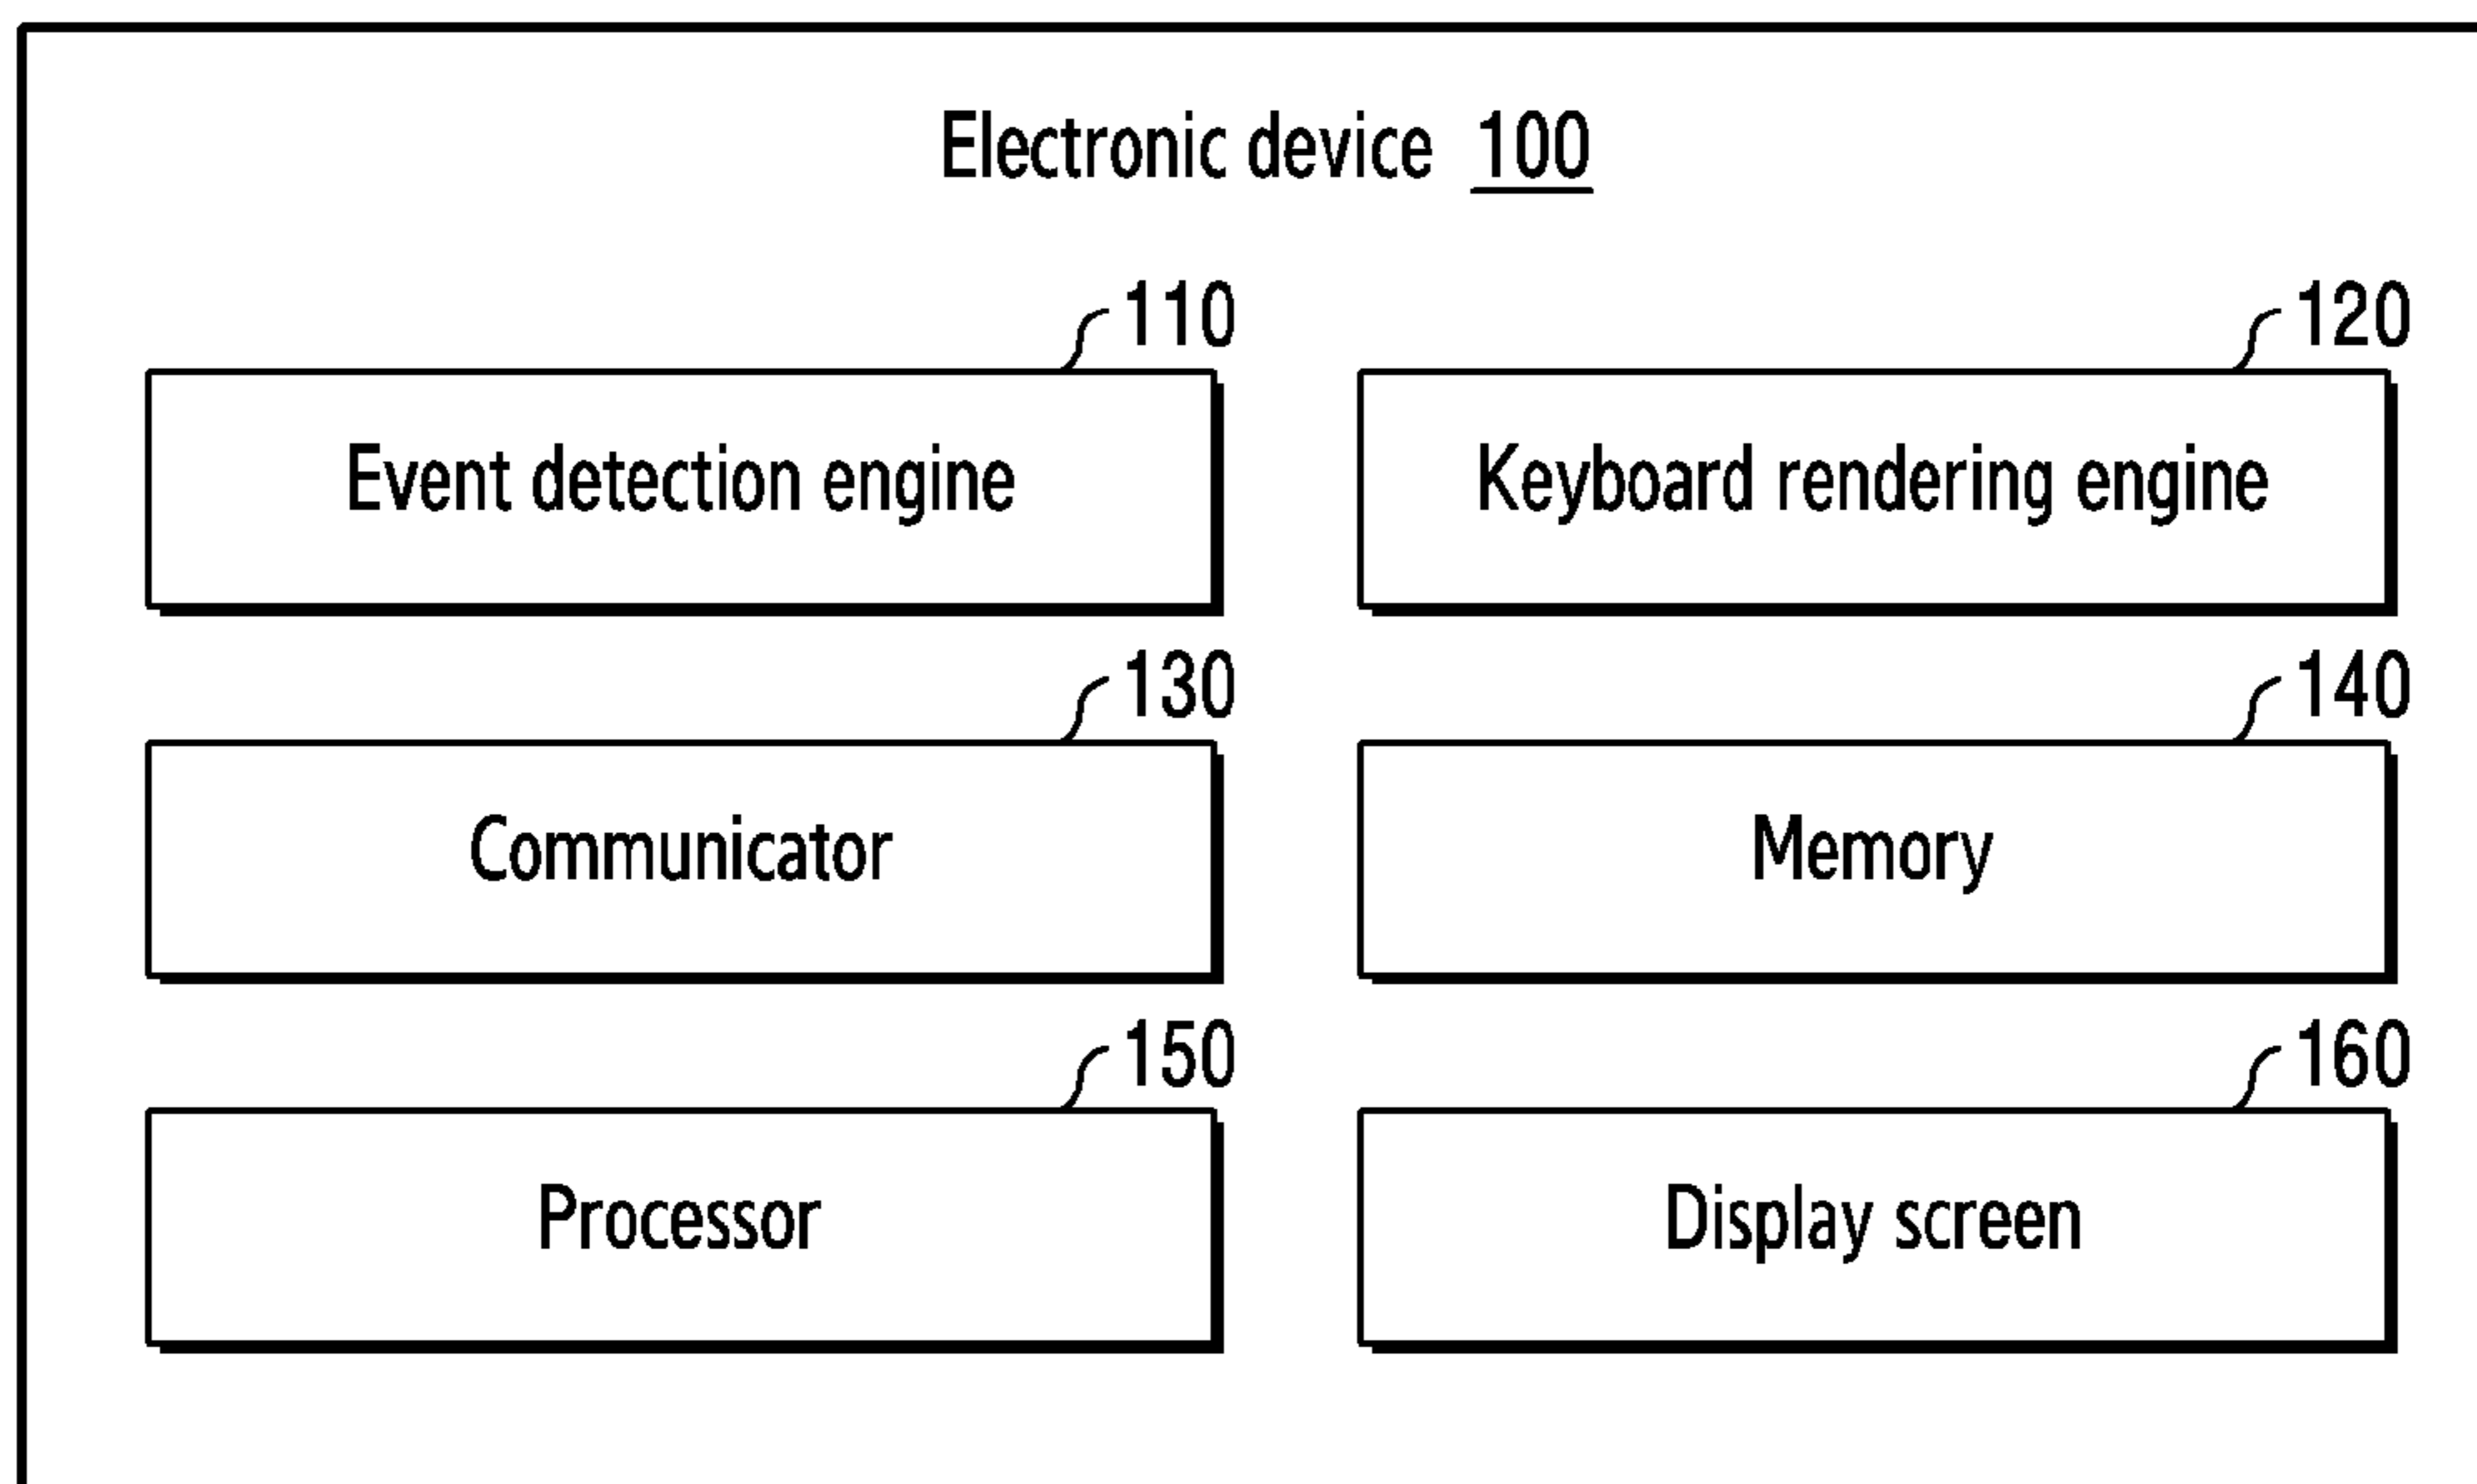 Electronic device 100
110
120
Event detection engine
Keyboard rendering engine
130
140
Communicator
Memory
150
160
Processor
Display screen